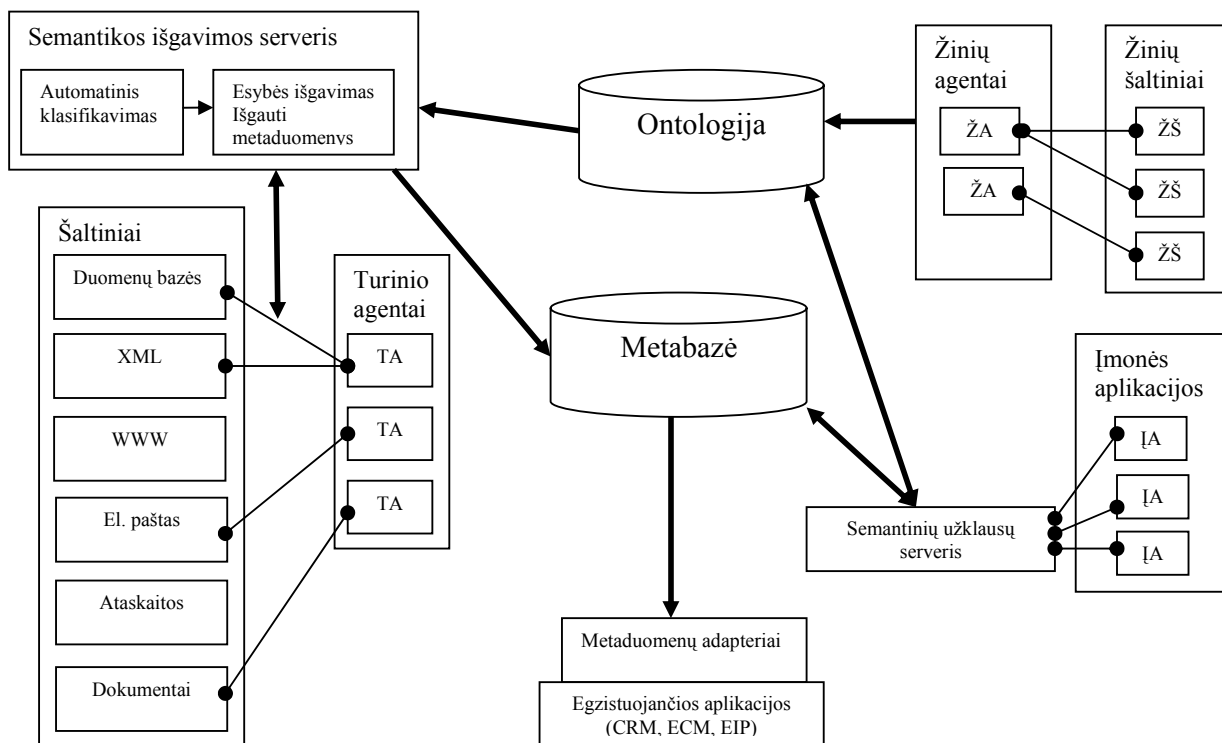 Semantikos išgavimo serveris
Automatinis
klasifikavimas
Esybės išgavimas
Išgauti
metaduomenys
Ontologija
Žinių
agentai
ŽA
ŽA
Žinių
šaltiniai
ŽŠ
ŽŠ
ŽŠ
Šaltiniai
Duomenų bazės
XML
WWW
El. paštas
Ataskaitos
Dokumentai
Turinio
agentai
TA
TA
TA
Metabazė
Įmonės
aplikacijos
ĮA
ĮA
ĮA
Semantinių užklausų
serveris
Metaduomenų adapteriai
Egzistuojančios aplikacijos
(CRM, ECM, EIP)